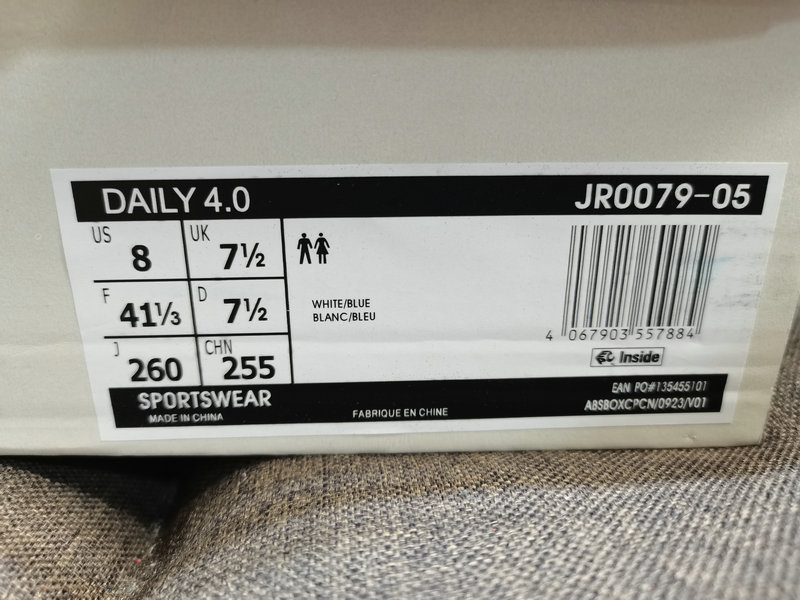 DAILY 4.0 JR0079-05
US 8 UK 7½
F 41⅓ D 7½
J 260 CHN 255
WHITE/BLUE
BLANC/BLEU
4 067903 557884
Inside
SPORTSWEAR
MADE IN CHINA
FABRIQUE EN CHINE
EAN PO#135455101
ABSBOXCPCN/0923/V01